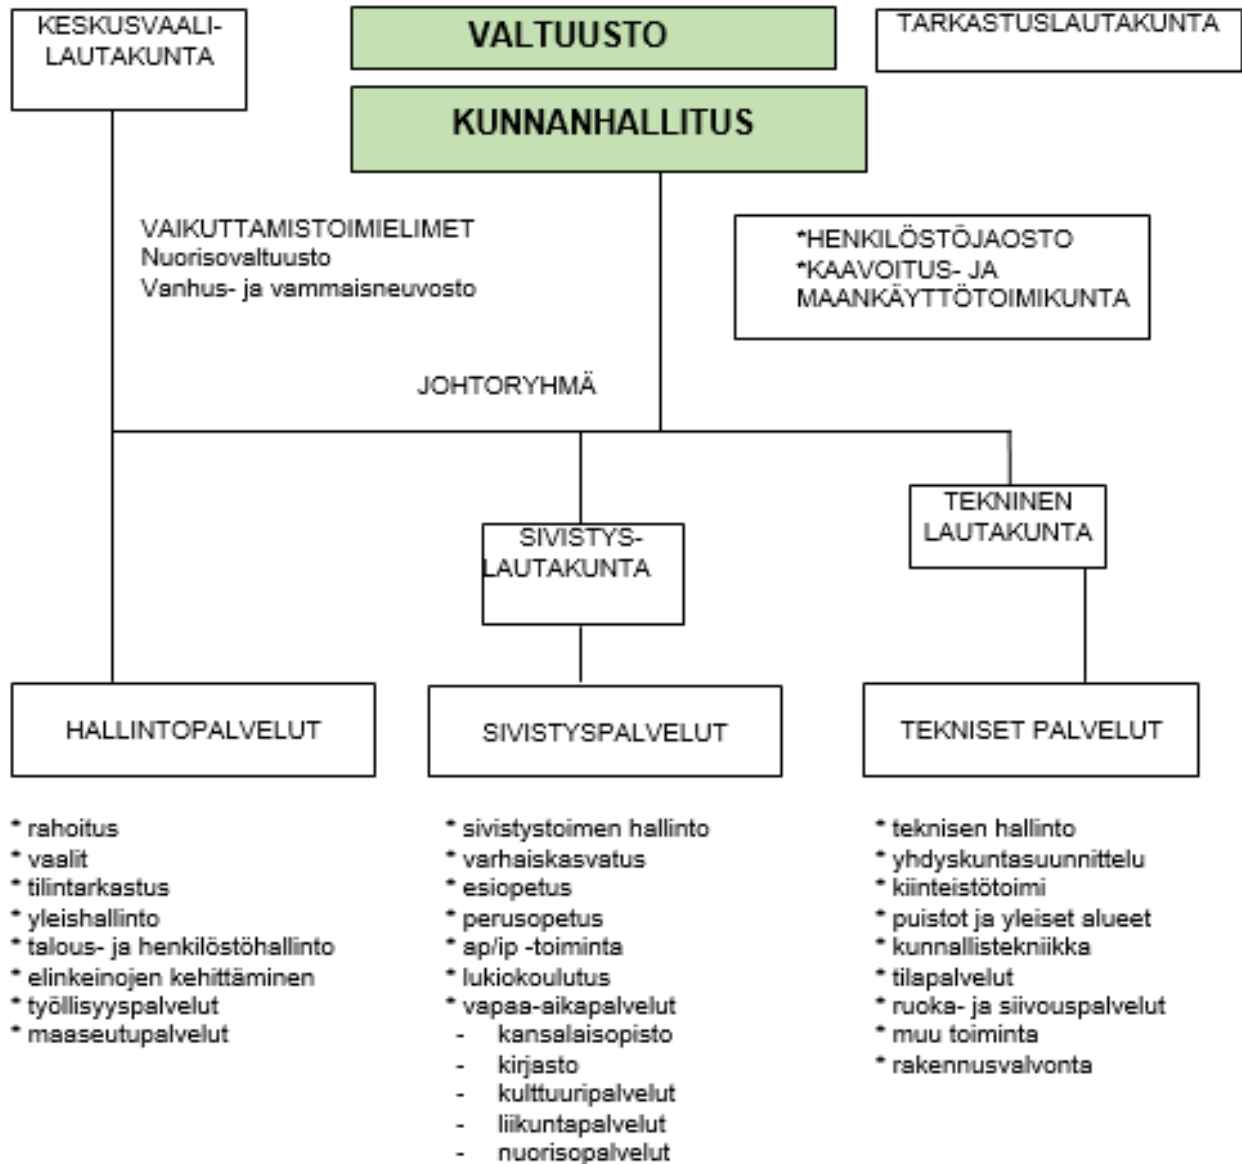 KESKUSVAALI-
LAUTAKUNTA
VALTUUSTO
TARKASTUSLAUTAKUNTA
KUNNANHALLITUS
VAIKUTTAMISTOIMIELIMET
Nuorisovaltuusto
Vanhus- ja vammaisneuvosto
*HENKILÖSTÖJAOSTO
*KAAVOITUS- JA
MAANKÄYTTÖTOIMIKUNTA
JOHTORYHMÄ
SIVISTYS-
LAUTAKUNTA
TEKNINEN
LAUTAKUNTA
HALLINTOPALVELUT
* rahoitus
* vaalit
* tilintarkastus
* yleishallinto
* talous- ja henkilöstöhallinto
* elinkeinojen kehittäminen
* työllisyyspalvelut
* maaseutupalvelut
SIVISTYSPALVELUT
* sivistystoimen hallinto
* varhaiskasvatus
* esiopetus
* perusopetus
* ap/ip -toiminta
* lukiokoulutus
* vapaa-aikapalvelut
- kansalaisopisto
- kirjasto
- kulttuuripalvelut
- liikuntapalvelut
- nuorisopalvelut
TEKNISET PALVELUT
* teknisen hallinto
* yhdyskuntasuunnittelu
* kiinteistötoimi
* puistot ja yleiset alueet
* kunnallistekniikka
* tilapalvelut
* ruoka- ja siivouspalvelut
* muu toiminta
* rakennusvalvonta